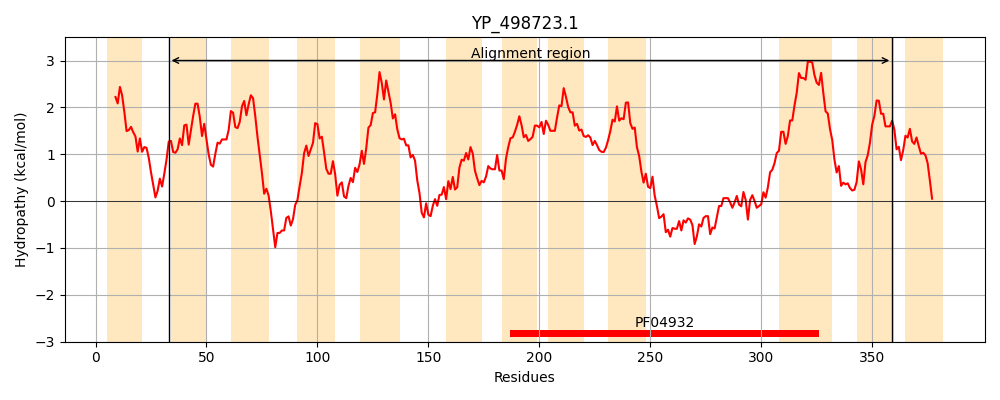 YP_498723.1
Alignment region
Hydropathy (kcal/mol)
3
2
1
0
−1
−2
−3
PF04932
0 50 100 150 200 250 300 350
Residues